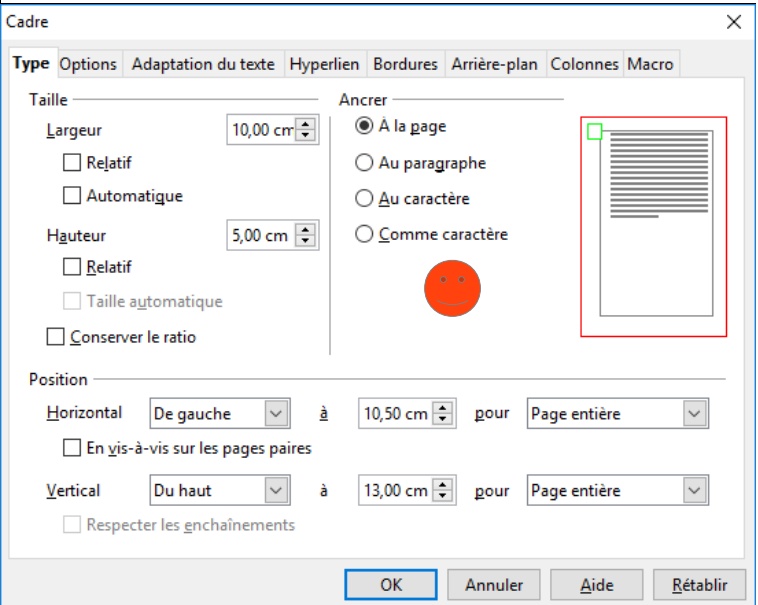 Cadre
Type Options Adaptation du texte Hyperlien Bordures Arrière-plan Colonnes Macro
Taille
Largeur 10,00 cm
Relatif
Automatique
Hauteur 5,00 cm
Relatif
Taille automatique
Conserver le ratio
Ancrer
À la page
Au paragraphe
Au caractère
Comme caractère
Position
Horizontal De gauche à 10,50 cm pour Page entière
En vis-à-vis sur les pages paires
Vertical Du haut à 13,00 cm pour Page entière
Respecter les enchaînements
OK Annuler Aide Rétablir